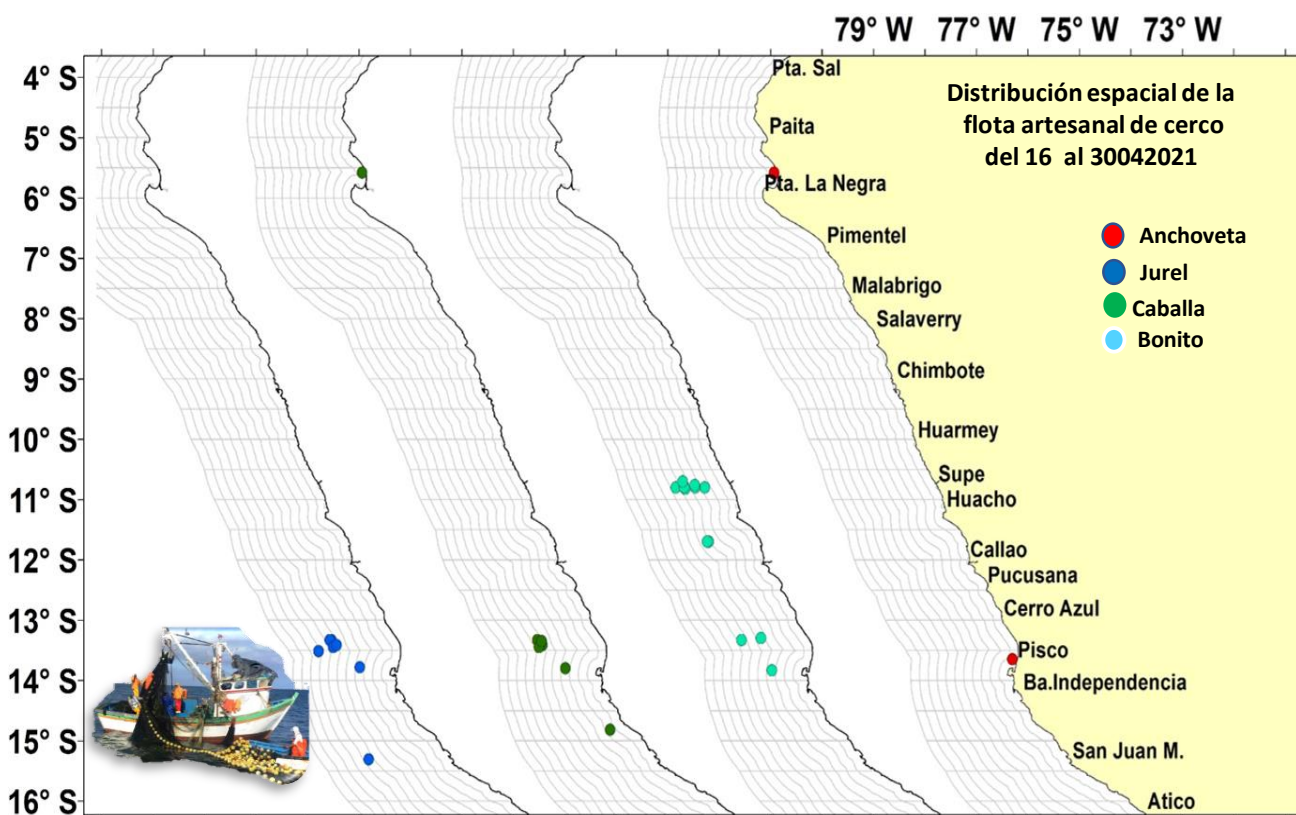 79° W 77° W 75° W 73° W
4° S
5° S
6° S
7° S
8° S
9° S
10° S
11° S
12° S
13° S
14° S
15° S
16° S
Pta. Sal
Paita
Pta. La Negra
Pimentel
Malabrigo
Salaverry
Chimbote
Huarmey
Supe
Huacho
Callao
Pucusana
Cerro Azul
Pisco
Ba.Independencia
San Juan M.
Atico
Distribución espacial de la
flota artesanal de cerco
del 16 al 30042021
Anchoveta
Jurel
Caballa
Bonito